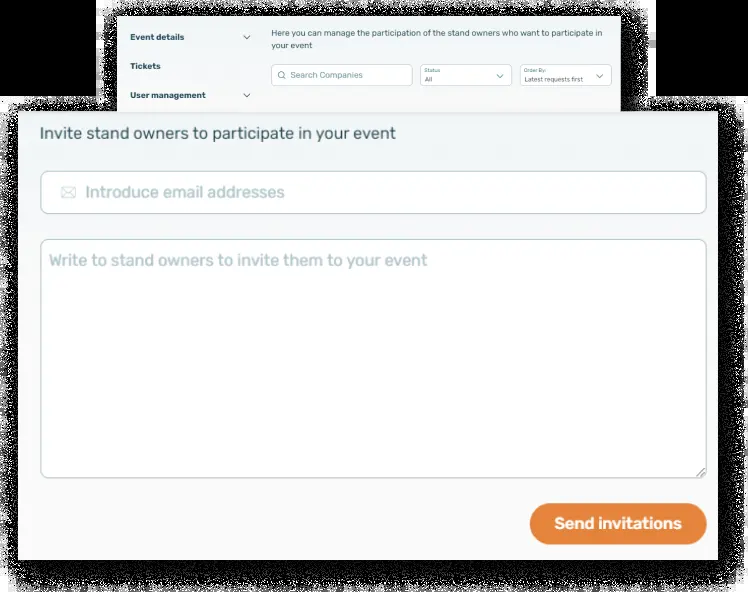 Event details
Tickets
User management
Here you can manage the participation of the stand owners who want to participate in
your event
Search Companies
Status
All
Order By:
Latest requests first
Invite stand owners to participate in your event
Introduce email addresses
Write to stand owners to invite them to your event
Send invitations